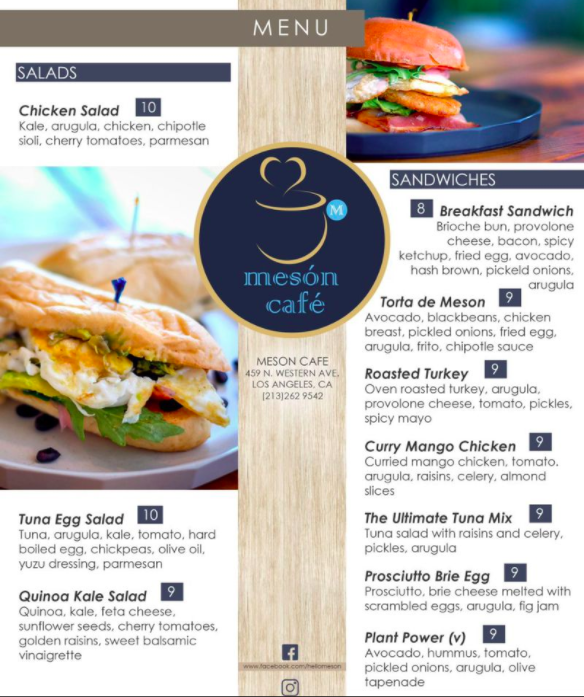 MENU
SALADS
Chicken Salad 10
Kale, arugula, chicken, chipotle
sioli, cherry tomatoes, parmesan
M
mesón
café
MESON CAFE
459 N. WESTERN AVE,
LOS ANGELES, CA
(213)262 9542
Tuna Egg Salad 10
Tuna, arugula, kale, tomato, hard
boiled egg, chickpeas, olive oil,
yuzu dressing, parmesan
Quinoa Kale Salad 9
Quinoa, kale, feta cheese,
sunflower seeds, cherry tomatoes,
golden raisins, sweet balsamic
vinaigrette
www.facebook.com/hellomeson
SANDWICHES
8 Breakfast Sandwich
Brioche bun, provolone
cheese, bacon, spicy
ketchup, fried egg, avocado,
hash brown, pickeld onions,
arugula
Torta de Meson 9
Avocado, blackbeans, chicken
breast, pickled onions, fried egg,
arugula, frito, chipotle sauce
Roasted Turkey 9
Oven roasted turkey, arugula,
provolone cheese, tomato, pickles,
spicy mayo
Curry Mango Chicken 9
Curried mango chicken, tomato.
arugula, raisins, celery, almond
slices
The Ultimate Tuna Mix 9
Tuna salad with raisins and celery,
pickles, arugula
Prosciutto Brie Egg 9
Prosciutto, brie cheese melted with
scrambled eggs, arugula, fig jam
Plant Power (v) 9
Avocado, hummus, tomato,
pickled onions, arugula, olive
tapenade